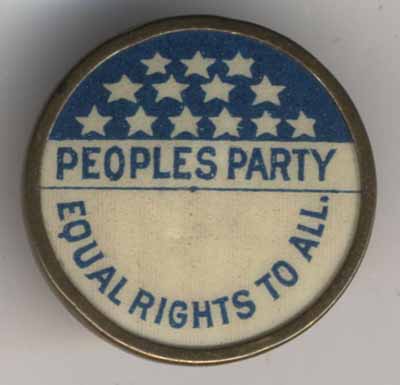 PEOPLES PARTY
EQUAL RIGHTS TO ALL.